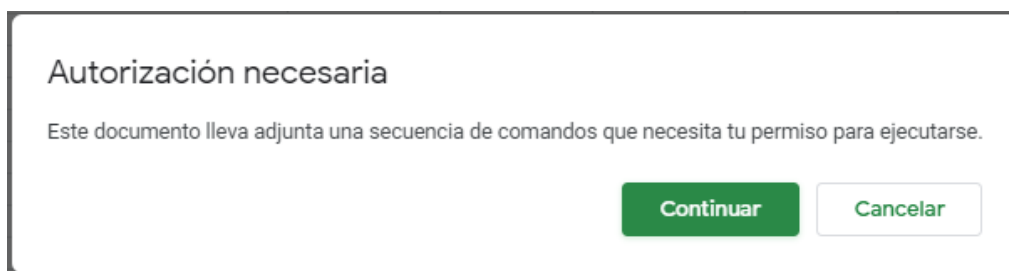 Autorización necesaria
Este documento lleva adjunta una secuencia de comandos que necesita tu permiso para ejecutarse.
Continuar Cancelar